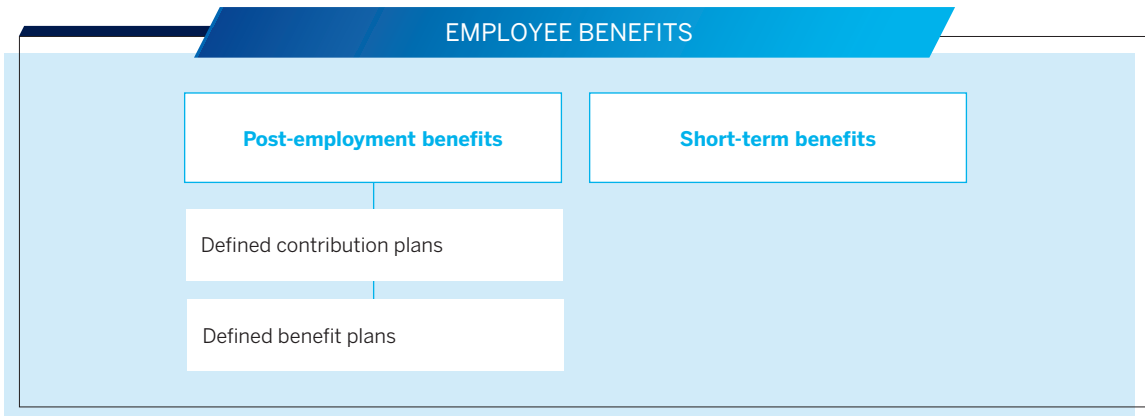 EMPLOYEE BENEFITS
Post-employment benefits
Short-term benefits
Defined contribution plans
Defined benefit plans